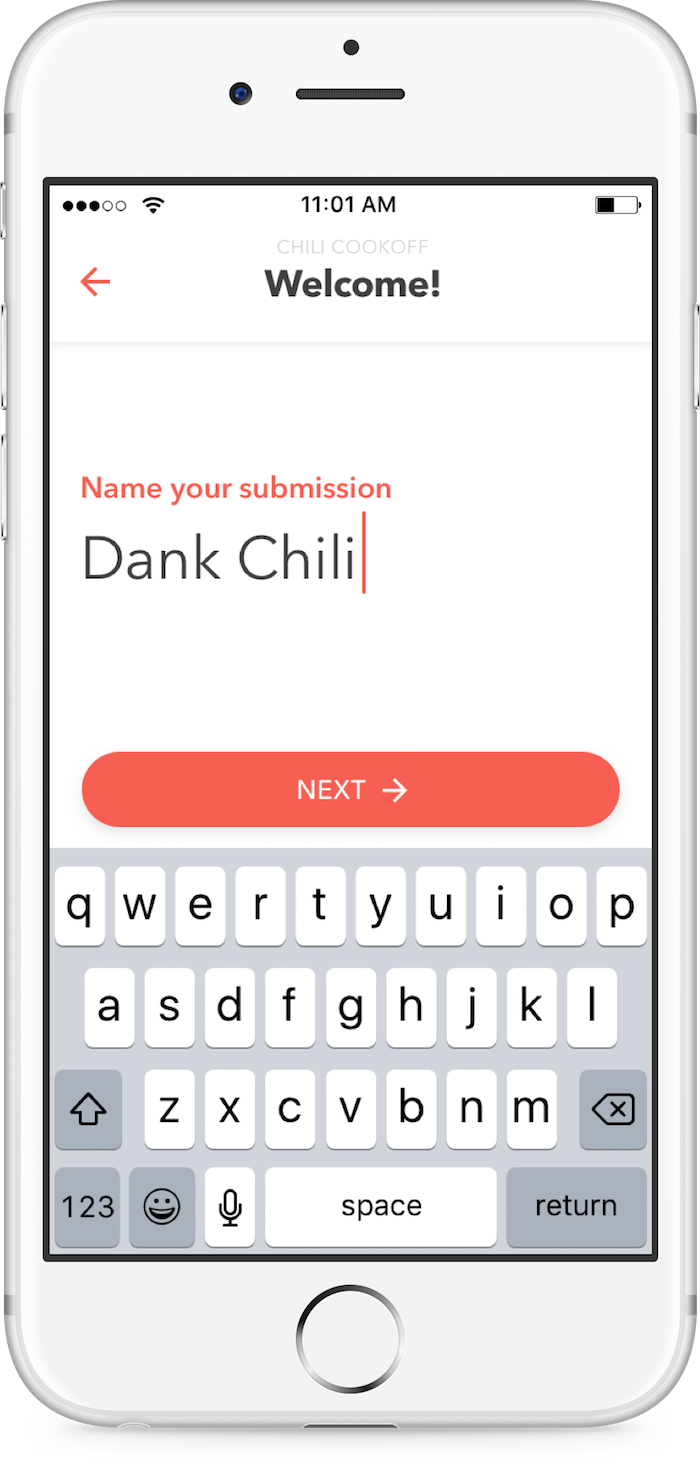 11:01 AM
CHILI COOKOFF
Welcome!
Name your submission
Dank Chili
NEXT →
q w e r t y u i o p
a s d f g h j k l
z x c v b n m
123 space return